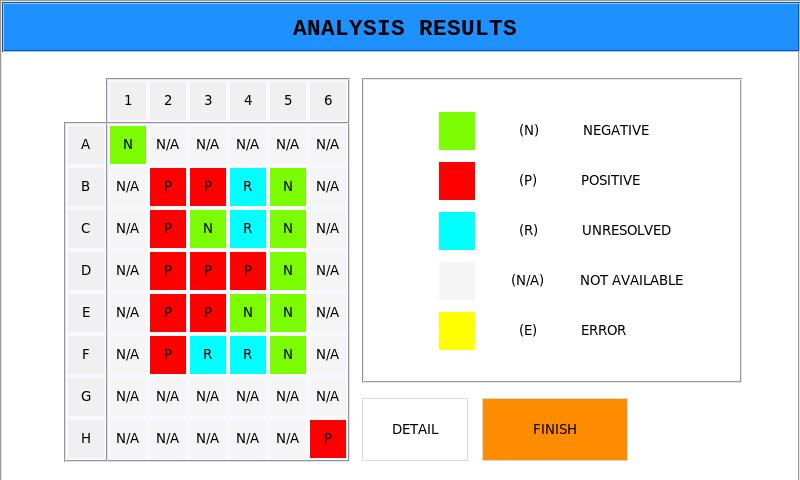 ANALYSIS RESULTS
1 2 3 4 5 6
A N N/A N/A N/A N/A N/A
B N/A P P R N N/A
C N/A P N R N N/A
D N/A P P P N N/A
E N/A P P N N N/A
F N/A P R R N N/A
G N/A N/A N/A N/A N/A N/A
H N/A N/A N/A N/A N/A P
(N) NEGATIVE
(P) POSITIVE
(R) UNRESOLVED
(N/A) NOT AVAILABLE
(E) ERROR
DETAIL FINISH